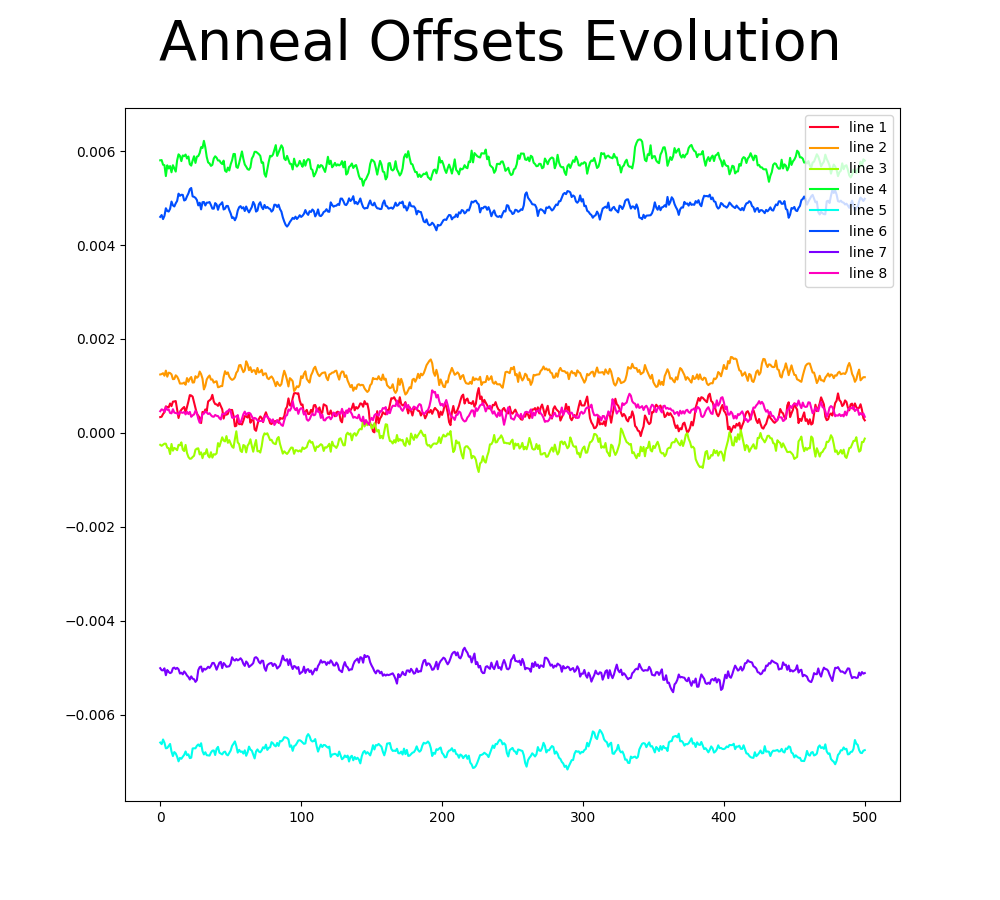 Anneal Offsets Evolution
0.006
0.004
0.002
0.000
−0.002
−0.004
−0.006
0 100 200 300 400 500
line 1
line 2
line 3
line 4
line 5
line 6
line 7
line 8